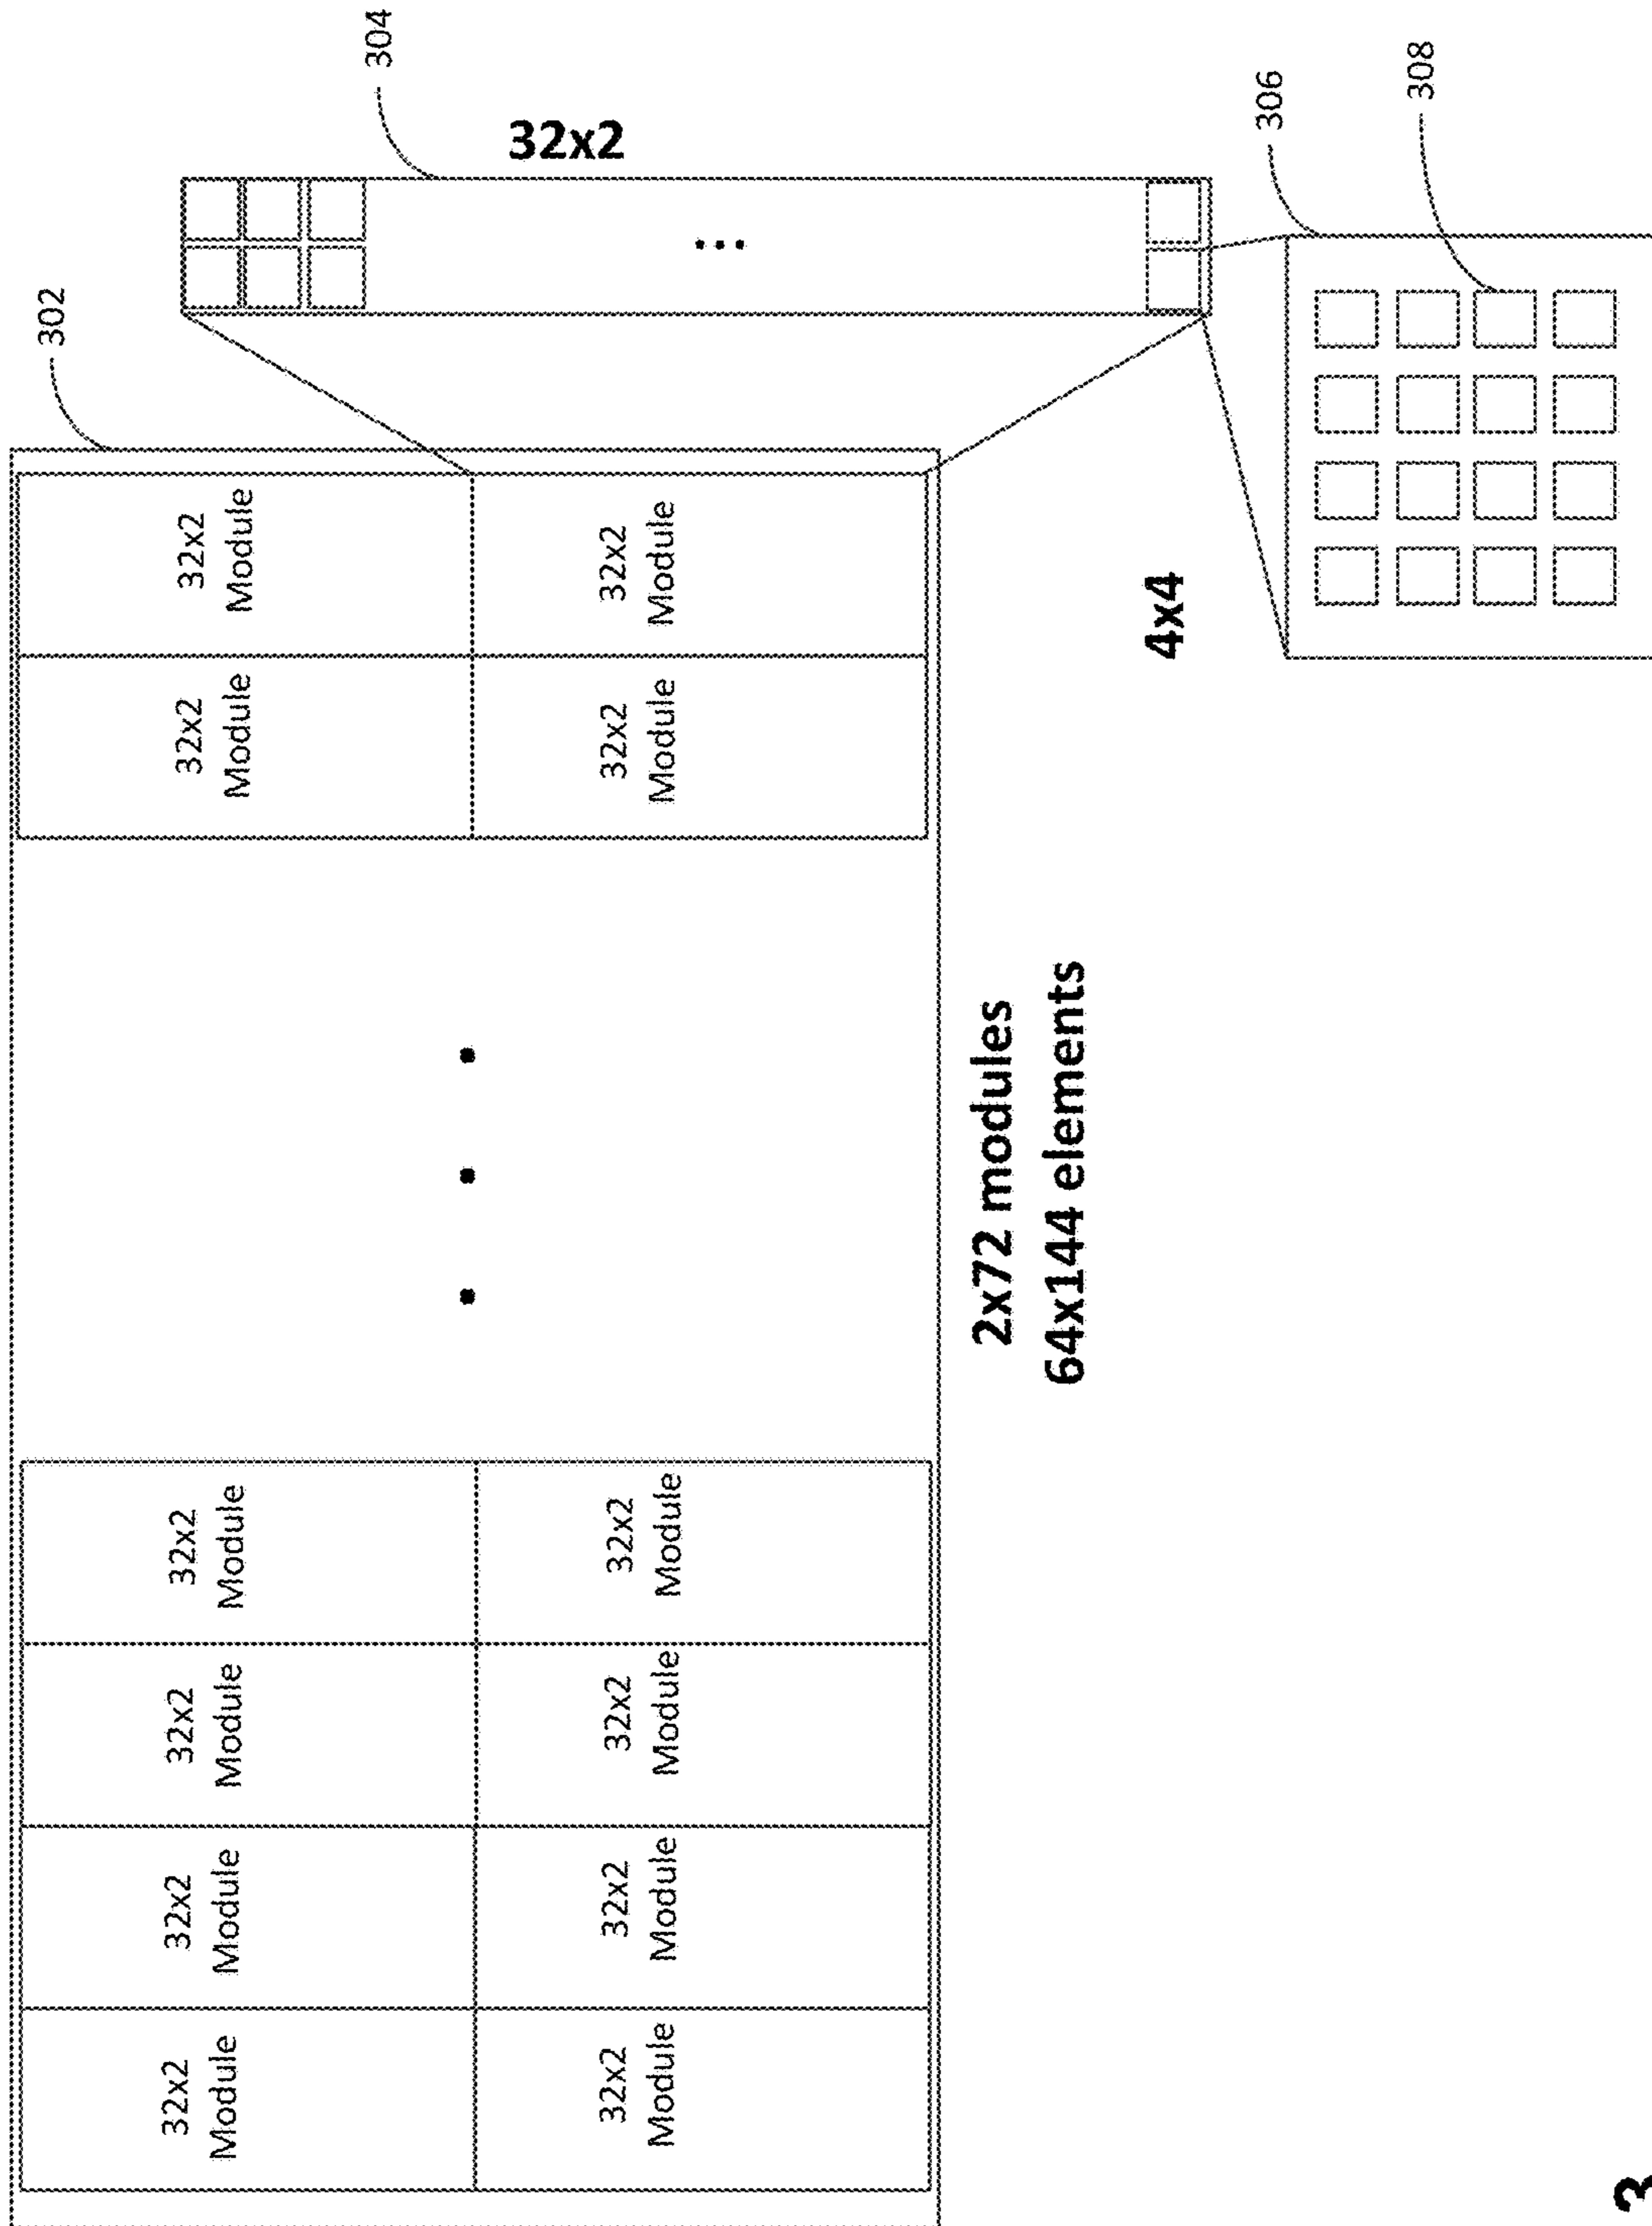 302
32x2 32x2 32x2 32x2 32x2 32x2
Module Module Module Module Module Module
304
32x2
32x2 32x2 32x2 32x2 32x2 32x2
Module Module Module Module Module Module
2x72 modules
64x144 elements
4x4
306
308
3